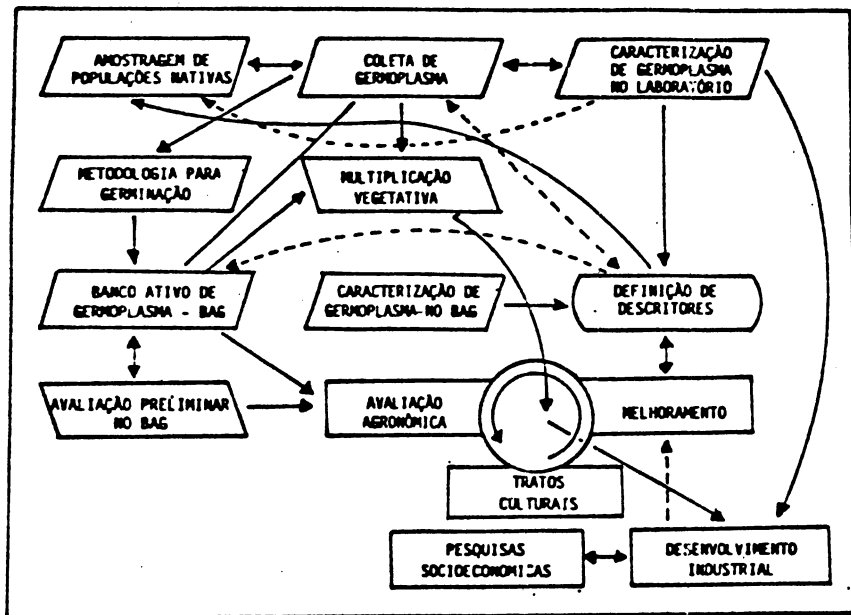 AMOSTRAGEM DE
POPULAÇÕES NATIVAS
COLETA DE
GERMOPLASMA
CARACTERIZAÇÃO
DE GERMOPLASMA
NO LABORATÓRIO
METODOLOGIA PARA
GERMINAÇÃO
MULTIPLICAÇÃO
VEGETATIVA
BANCO ATIVO DE
GERMOPLASMA - BAG
CARACTERIZAÇÃO DE
GERMOPLASMA-NO BAG
DEFINIÇÃO DE
DESCRITORES
AVALIAÇÃO PRELIMINAR
NO BAG
AVALIAÇÃO
AGRONÔMICA
MELHORAMENTO
TRATOS
CULTURAIS
PESQUISAS
SOCIOECONOMICAS
DESENVOLVIMENTO
INDUSTRIAL